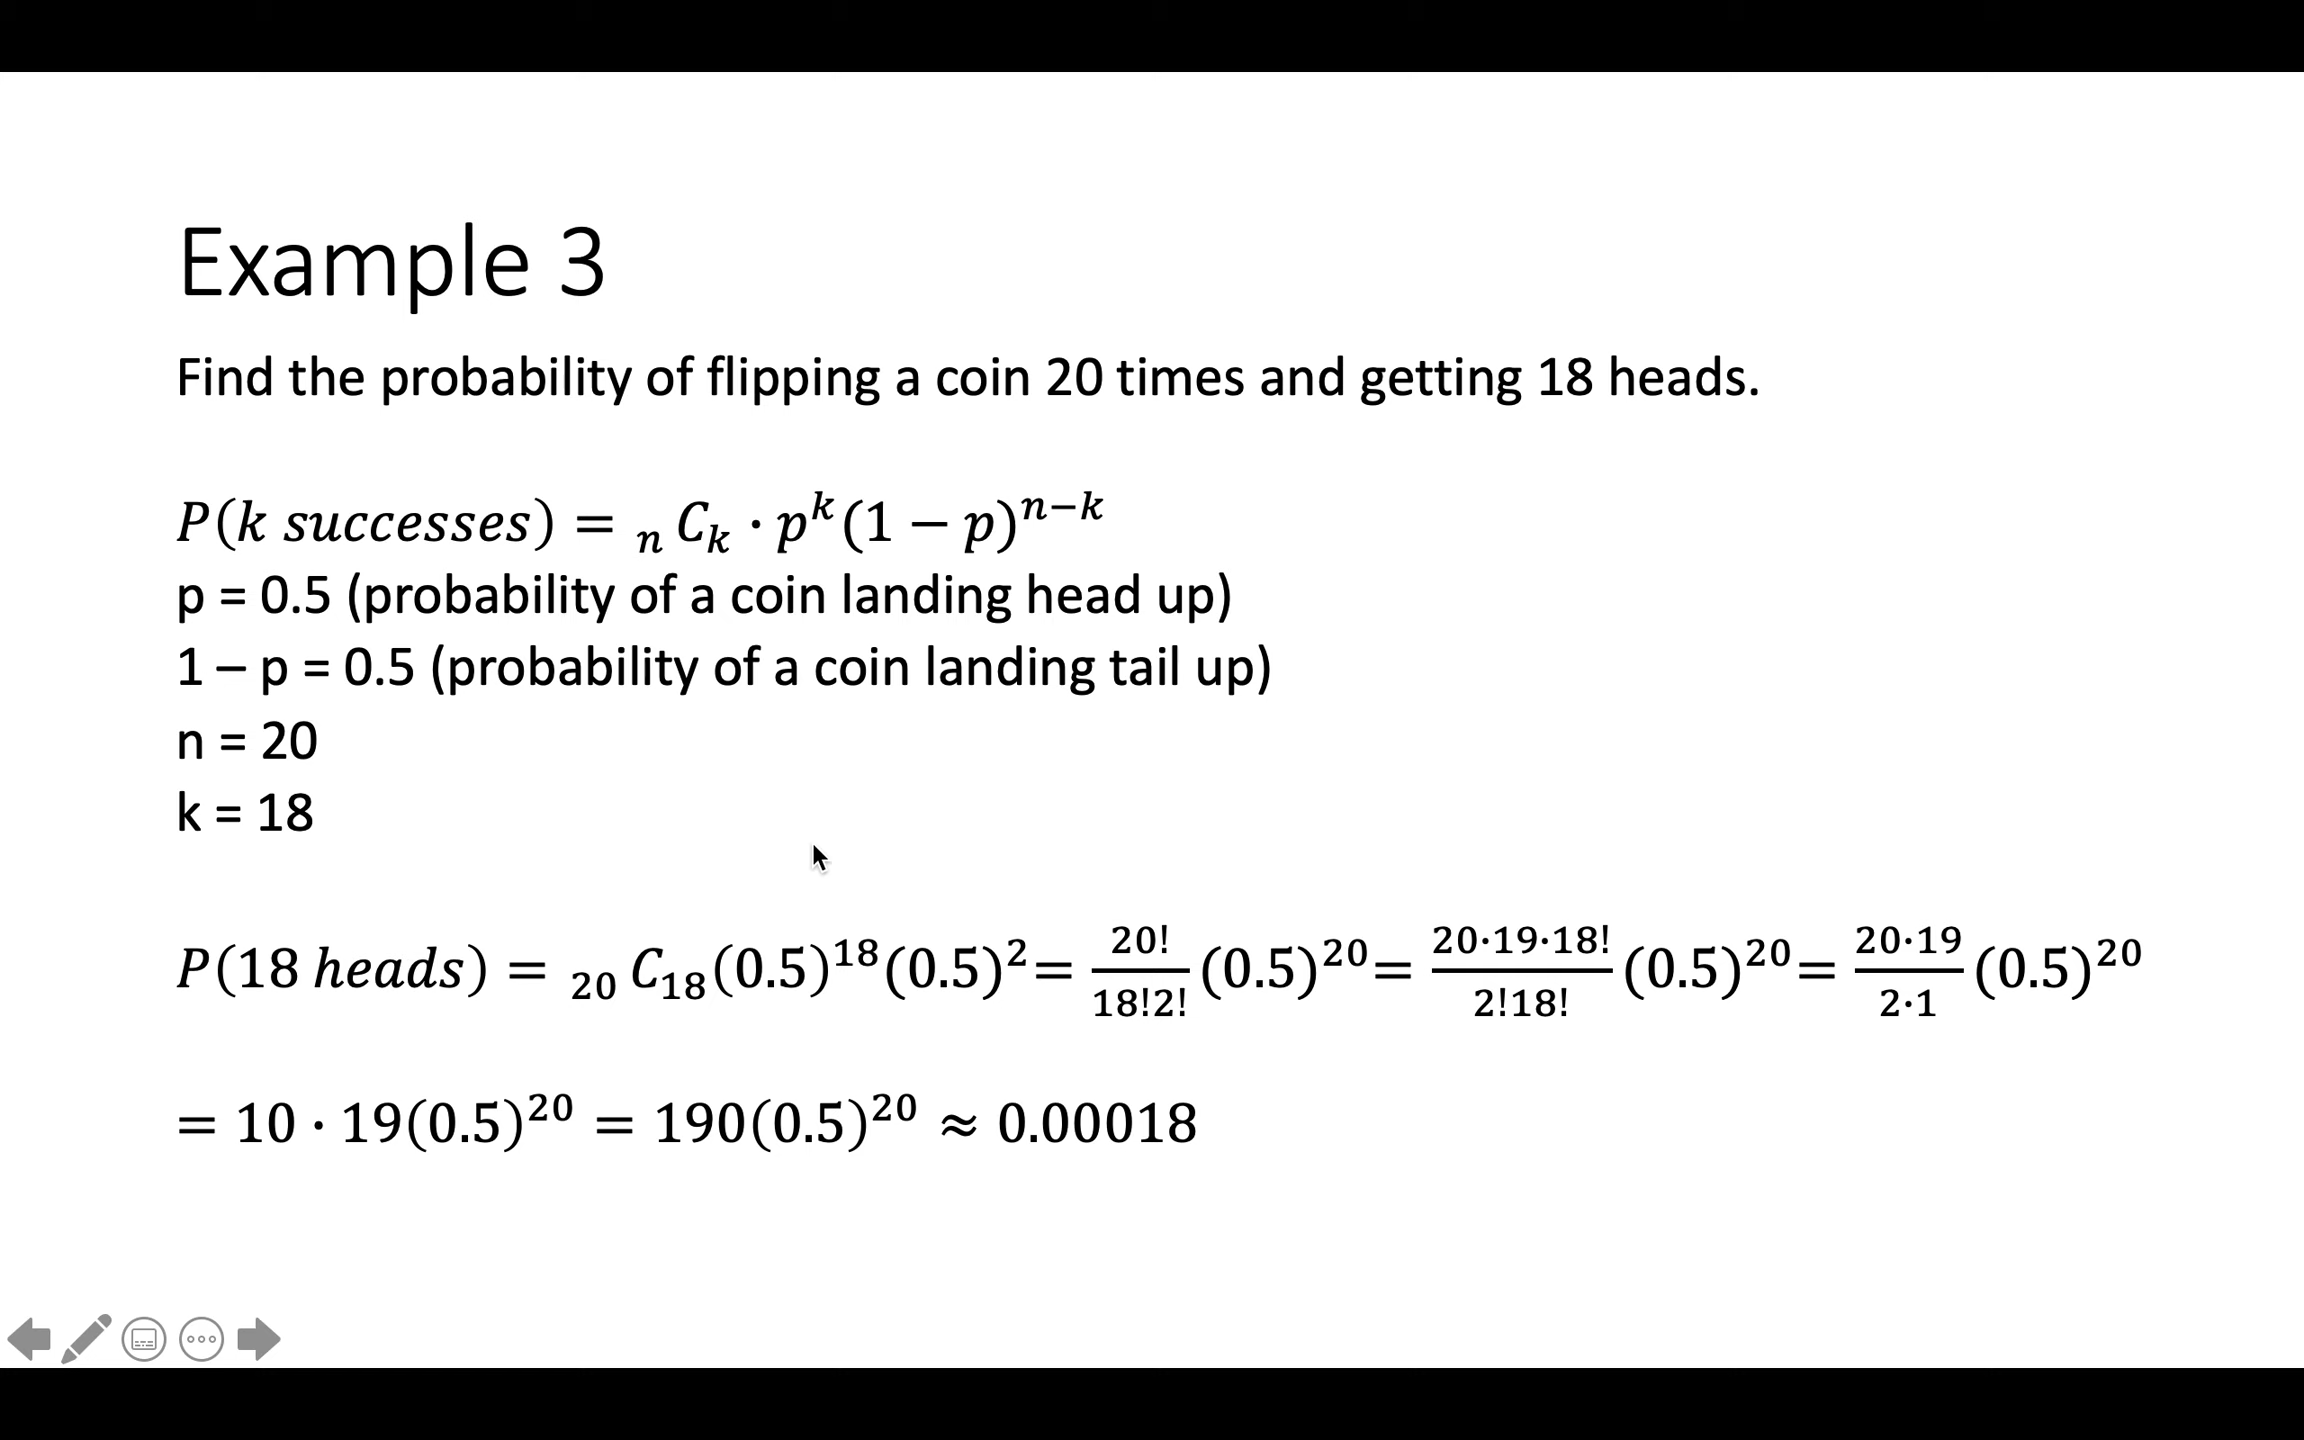 Example 3
Find the probability of flipping a coin 20 times and getting 18 heads.
P(k successes) = ₙCₖ · pᵏ(1 − p)ⁿ⁻ᵏ
p = 0.5 (probability of a coin landing head up)
1 – p = 0.5 (probability of a coin landing tail up)
n = 20
k = 18
P(18 heads) = ₂₀C₁₈(0.5)¹⁸(0.5)² = 20!/18!2! (0.5)²⁰ = 20·19·18!/2!18! (0.5)²⁰ = 20·19/2·1 (0.5)²⁰
= 10 · 19(0.5)²⁰ = 190(0.5)²⁰ ≈ 0.00018